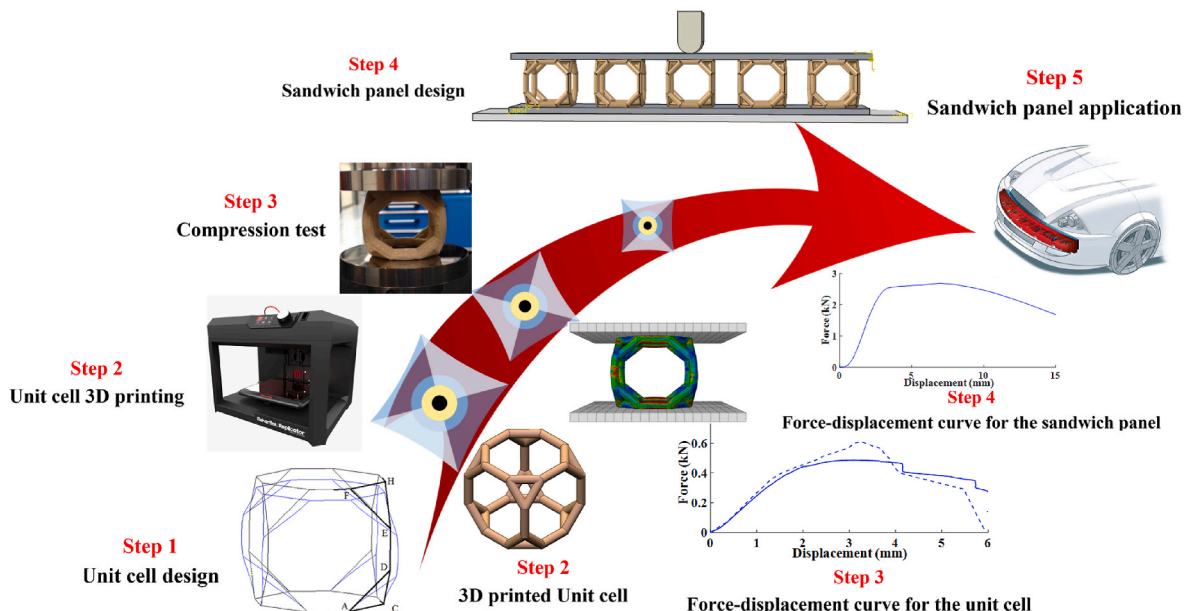 Step 4
Sandwich panel design
Step 5
Sandwich panel application
Step 3
Compression test
Step 2
Unit cell 3D printing
MakerBot Replicator
3
2
1
0
Force (kN)
0
5
10
15
Displacement (mm)
Step 4
Force-displacement curve for the sandwich panel
0.6
0.4
0.2
0
Force (kN)
0
1
2
3
4
5
6
Displacement (mm)
Step 3
Force-displacement curve for the unit cell
Step 1
Unit cell design
H
F
E
D
A
C
Step 2
3D printed Unit cell